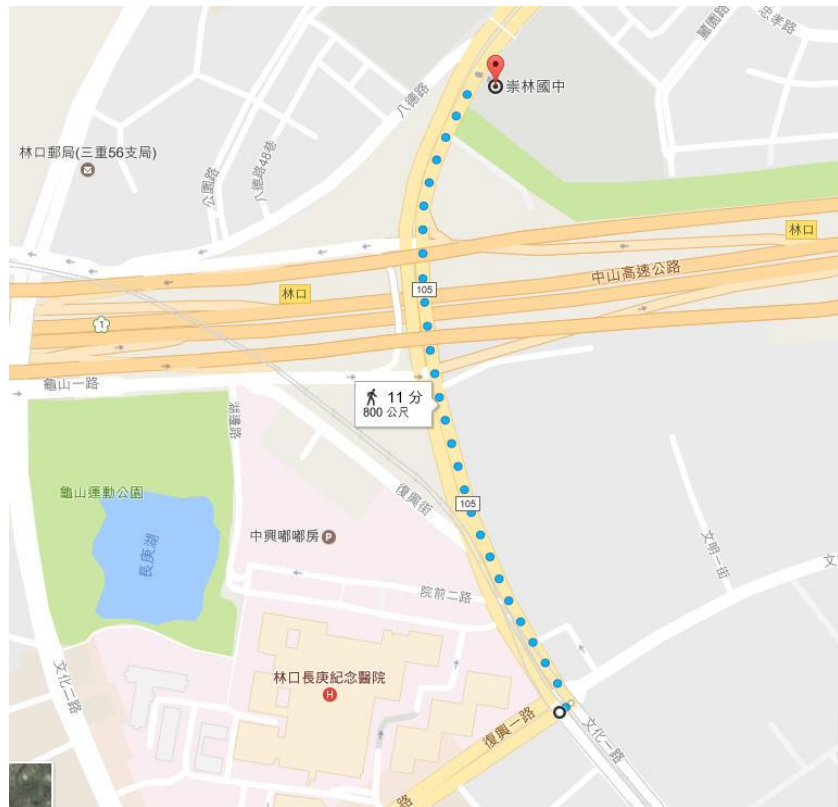 忠孝路
麗園路
崇林國中
八德路
林口郵局(三重56支局)
公園路
八德路48巷
林口
中山高速公路
105
林口
1
龜山一路
11 分
800 公尺
湖邊路
龜山運動公園
復興街
105
長庚湖
中興嘟嘟房
P
文明一街
文
院前二路
林口長庚紀念醫院
H
文化二路
復興一路
文化一路
路